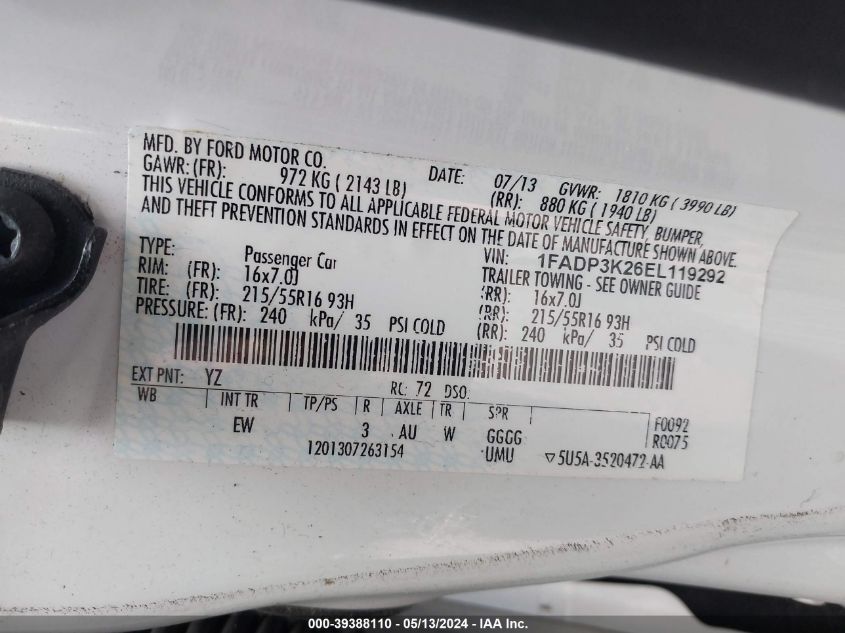 MFD. BY FORD MOTOR CO.
DATE: 07/13 GVWR: 1810 KG ( 3990 LB)
GAWR: (FR): 972 KG ( 2143 LB) (RR): 880 KG ( 1940 LB)
THIS VEHICLE CONFORMS TO ALL APPLICABLE FEDERAL MOTOR VEHICLE SAFETY, BUMPER,
AND THEFT PREVENTION STANDARDS IN EFFECT ON THE DATE OF MANUFACTURE SHOWN ABOVE.
VIN: 1FADP3K26EL119292
TYPE: Passenger Car TRAILER TOWING - SEE OWNER GUIDE
RIM: (FR): 16x7.0J (RR): 16x7.0J
TIRE: (FR): 215/55R16 93H (RR): 215/55R16 93H
PRESSURE: (FR): 240 kPa/ 35 PSI COLD (RR): 240 kPa/ 35 PSI COLD
EXT PNT: YZ RC: 72 DSO:
WB INT TR TP/PS R AXLE TR SPR F0092
EW 3 AU W GGGG R0075
1201307263154 UMU ▽5U5A-3520472-AA
000-39388110 - 05/13/2024 - IAA Inc.